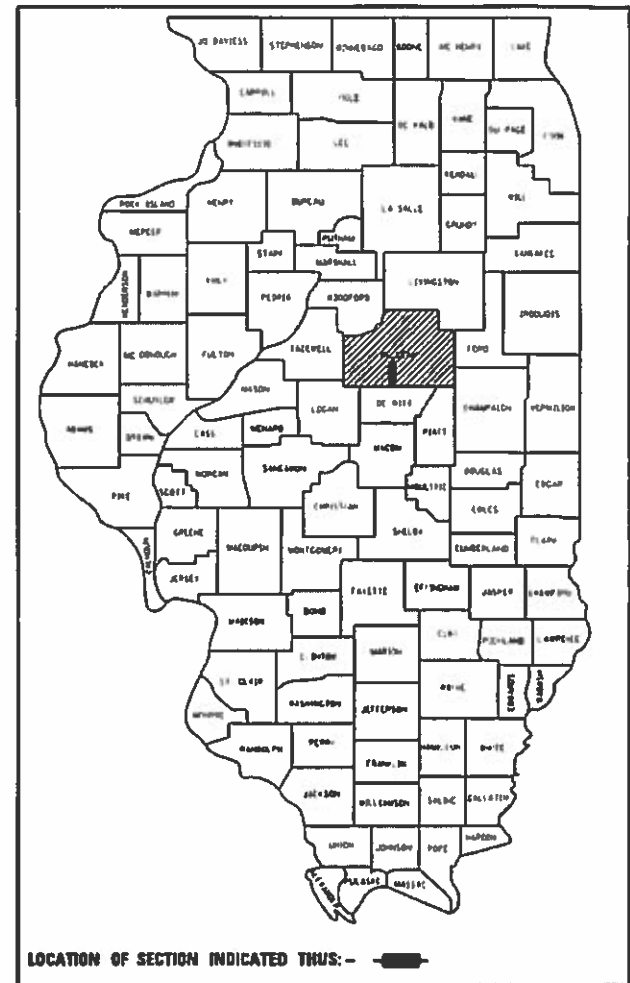 JO DAVIESS STEPHENSON WINNEBAGO BOONE MC HENRY LAKE
CARROLL OGLE DE KALB KANE DU PAGE COOK
WHITESIDE LEE KENDALL WILL
ROCK ISLAND HENRY BUREAU LA SALLE GRUNDY
MERCER PUTNAM KANKAKEE
STARK MARSHALL LIVINGSTON
HENDERSON WARREN KNOX PEORIA WOODFORD IROQUOIS
HANCOCK MC DONOUGH FULTON TAZEWELL MC LEAN FORD
MASON
SCHUYLER LOGAN DE WITT CHAMPAIGN VERMILION
ADAMS BROWN CASS MENARD MACON PIATT
PIKE SCOTT MORGAN SANGAMON MOULTRIE DOUGLAS EDGAR
CHRISTIAN COLES
GREENE MACOUPIN MONTGOMERY SHELBY CUMBERLAND CLARK
CALHOUN JERSEY
FAYETTE EFFINGHAM JASPER CRAWFORD
MADISON BOND
CLAY RICHLAND LAWRENCE
CLINTON MARION
ST. CLAIR WAYNE EDWARDS WABASH
MONROE WASHINGTON JEFFERSON
RANDOLPH PERRY HAMILTON WHITE
FRANKLIN
JACKSON WILLIAMSON SALINE GALLATIN
UNION JOHNSON POPE HARDIN
ALEXANDER PULASKI MASSAC
LOCATION OF SECTION INDICATED THUS: -